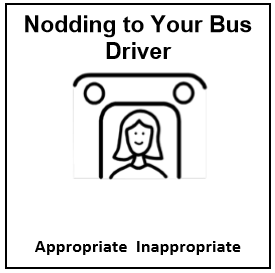 Nodding to Your Bus
Driver
Appropriate Inappropriate